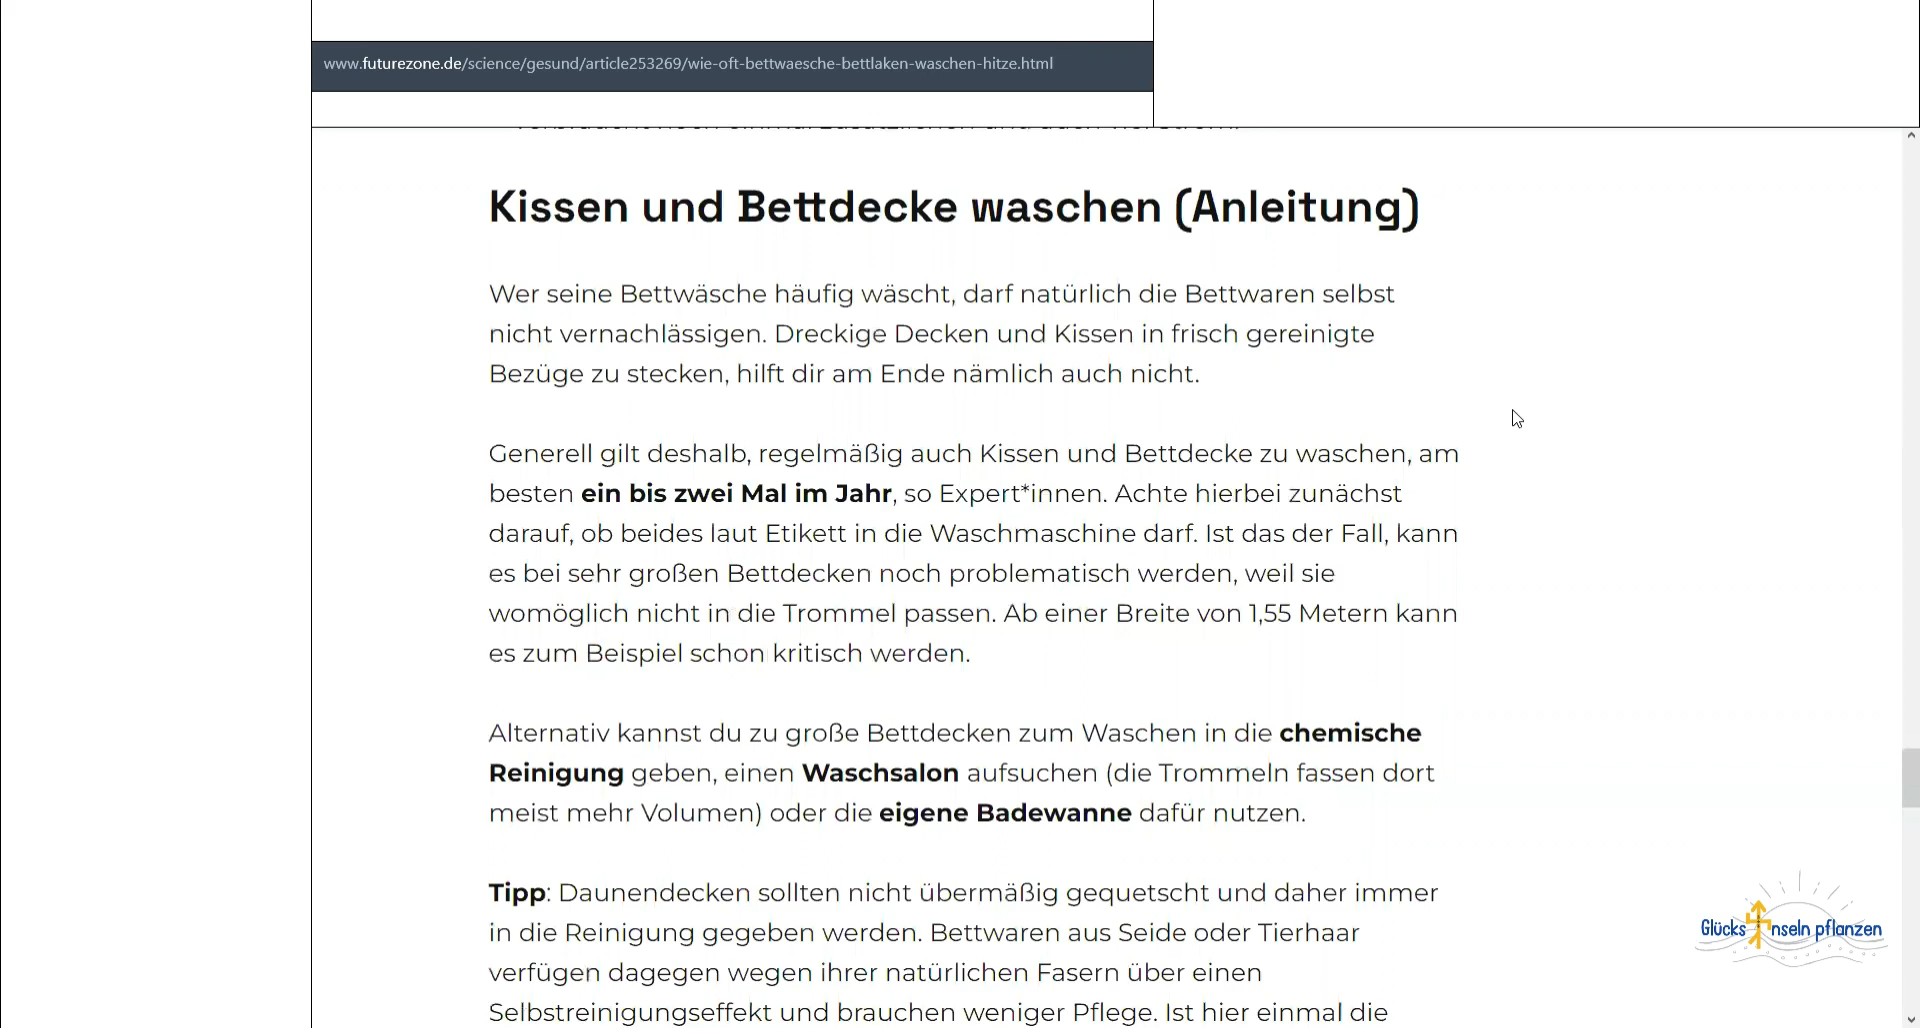 www.futurezone.de/science/gesund/article253269/wie-oft-bettwaesche-bettlaken-waschen-hitze.html
Kissen und Bettdecke waschen (Anleitung)
Wer seine Bettwäsche häufig wäscht, darf natürlich die Bettwaren selbst
nicht vernachlässigen. Dreckige Decken und Kissen in frisch gereinigte
Bezüge zu stecken, hilft dir am Ende nämlich auch nicht.
Generell gilt deshalb, regelmäßig auch Kissen und Bettdecke zu waschen, am
besten ein bis zwei Mal im Jahr, so Expert*innen. Achte hierbei zunächst
darauf, ob beides laut Etikett in die Waschmaschine darf. Ist das der Fall, kann
es bei sehr großen Bettdecken noch problematisch werden, weil sie
womöglich nicht in die Trommel passen. Ab einer Breite von 1,55 Metern kann
es zum Beispiel schon kritisch werden.
Alternativ kannst du zu große Bettdecken zum Waschen in die chemische
Reinigung geben, einen Waschsalon aufsuchen (die Trommeln fassen dort
meist mehr Volumen) oder die eigene Badewanne dafür nutzen.
Tipp: Daunendecken sollten nicht übermäßig gequetscht und daher immer
in die Reinigung gegeben werden. Bettwaren aus Seide oder Tierhaar
verfügen dagegen wegen ihrer natürlichen Fasern über einen
Selbstreinigungseffekt und brauchen weniger Pflege. Ist hier einmal die
Glücks nseln pflanzen